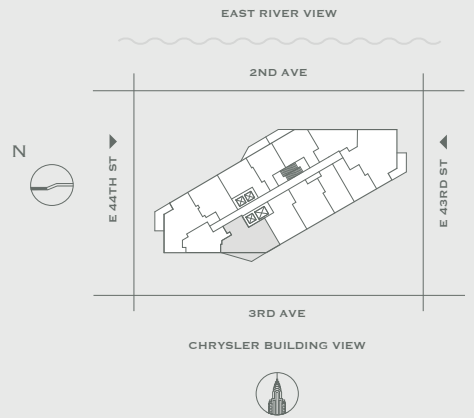 EAST RIVER VIEW
2ND AVE
N
E 44TH ST
E 43RD ST
3RD AVE
CHRYSLER BUILDING VIEW